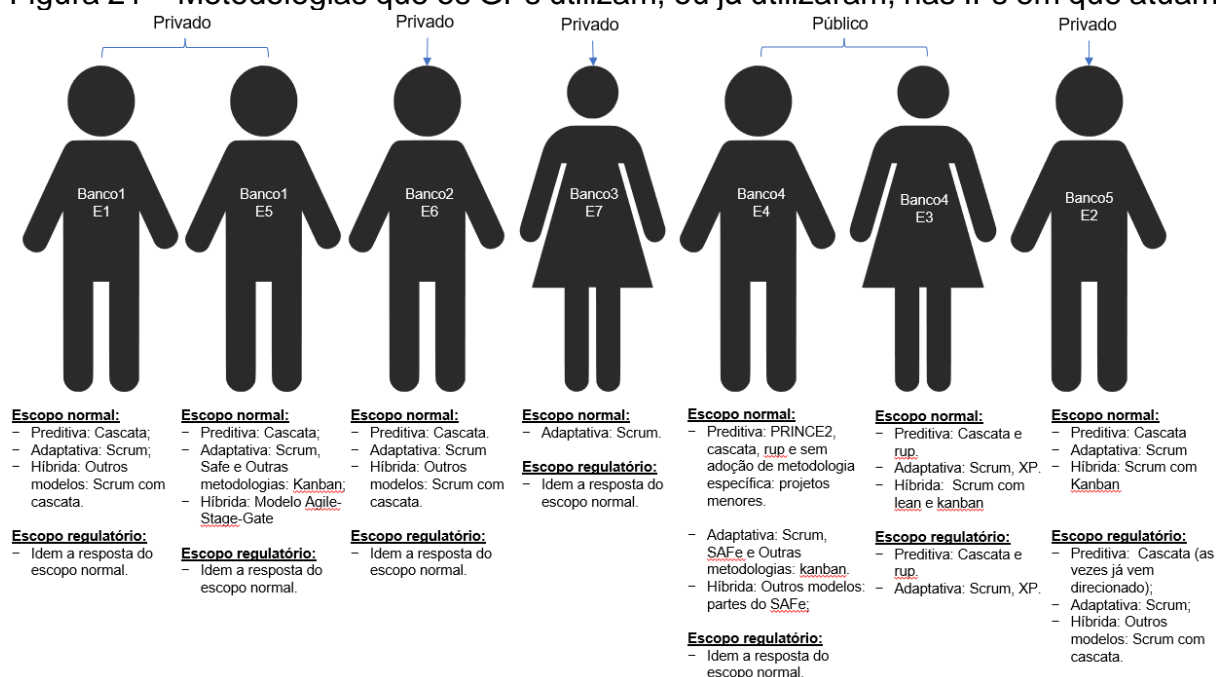 Figura 21 – Metodologias que os GPs utilizam, ou já utilizaram, nas IFs em que atuam
Privado
Privado
Privado
Público
Privado
Banco1
E1
Banco1
E5
Banco2
E6
Banco3
E7
Banco4
E4
Banco4
E3
Banco5
E2
Escopo normal:
− Preditiva: Cascata;
− Adaptativa: Scrum;
− Híbrida: Outros
modelos: Scrum com
cascata.
Escopo regulatório:
− Idem a resposta do
escopo normal.
Escopo normal:
− Preditiva: Cascata;
− Adaptativa: Scrum,
Safe e Outras
metodologias: Kanban;
− Híbrida: Modelo Agile-
Stage-Gate
Escopo regulatório:
− Idem a resposta do
escopo normal.
Escopo normal:
− Preditiva: Cascata.
− Adaptativa: Scrum
− Híbrida: Outros
modelos: Scrum com
cascata.
Escopo regulatório:
− Idem a resposta do
escopo normal.
Escopo normal:
− Adaptativa: Scrum.
Escopo regulatório:
− Idem a resposta do
escopo normal.
Escopo normal:
− Preditiva: PRINCE2,
cascata, rup e sem
adoção de metodologia
específica: projetos
menores.
− Adaptativa: Scrum,
SAFe e Outras
metodologias: kanban.
− Híbrida: Outros modelos:
partes do SAFe;
Escopo regulatório:
− Idem a resposta do
escopo normal.
Escopo normal:
− Preditiva: Cascata e
rup.
− Adaptativa: Scrum, XP.
− Híbrida: Scrum com
lean e kanban
Escopo regulatório:
− Preditiva: Cascata e
rup.
− Adaptativa: Scrum, XP.
Escopo normal:
− Preditiva: Cascata
− Adaptativa: Scrum
− Híbrida: Scrum com
Kanban
Escopo regulatório:
− Preditiva: Cascata (as
vezes já vem
direcionado);
− Adaptativa: Scrum;
− Híbrida: Outros
modelos: Scrum com
cascata.